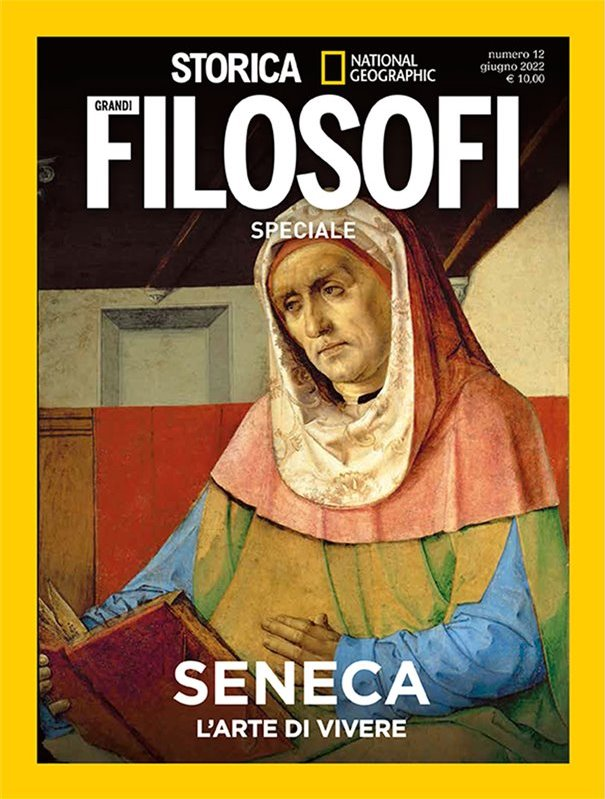 STORICA
NATIONAL
GEOGRAPHIC
numero 12
giugno 2022
€ 10,00
GRANDI
FILOSOFI
SPECIALE
SENECA
L'ARTE DI VIVERE